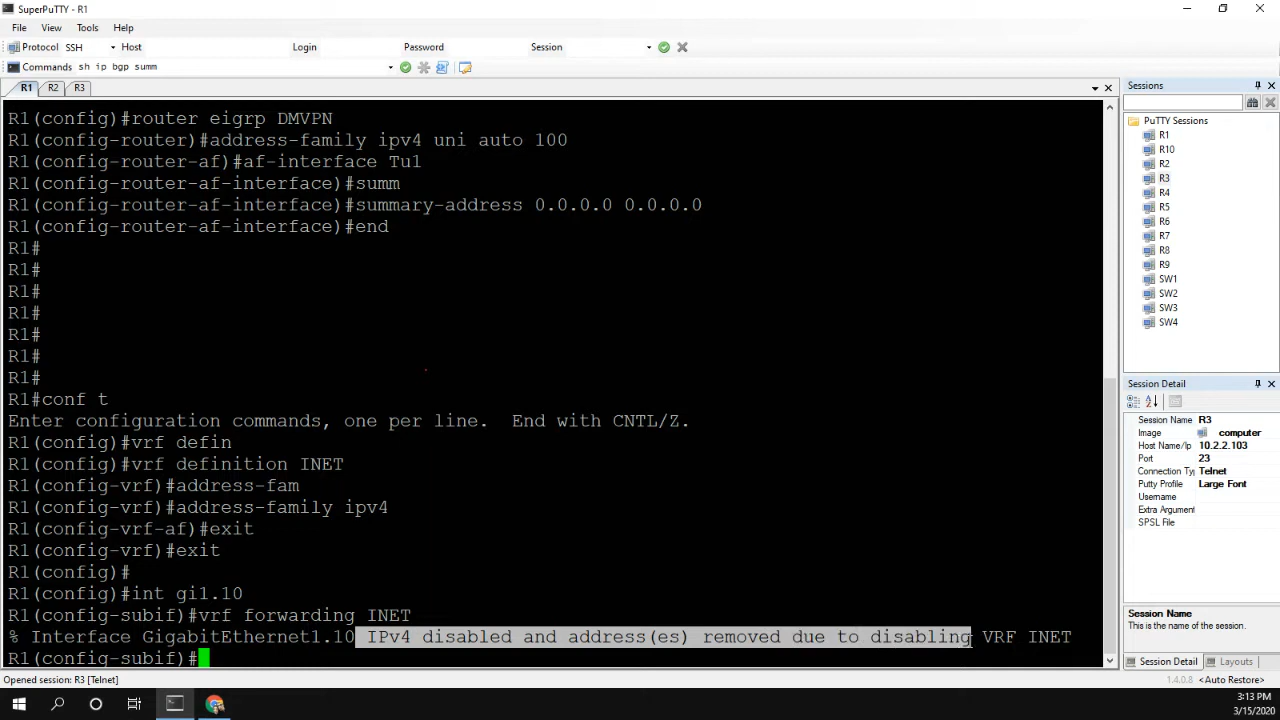 SuperPuTTY - R1
File View Tools Help
Protocol SSH Host Login Password Session
Commands sh ip bgp summ
R1 R2 R3
R1(config)#router eigrp DMVPN
R1(config-router)#address-family ipv4 uni auto 100
R1(config-router-af)#af-interface Tu1
R1(config-router-af-interface)#summ
R1(config-router-af-interface)#summary-address 0.0.0.0 0.0.0.0
R1(config-router-af-interface)#end
R1#
R1#
R1#
R1#
R1#
R1#
R1#
R1#conf t
Enter configuration commands, one per line.  End with CNTL/Z.
R1(config)#vrf defin
R1(config)#vrf definition INET
R1(config-vrf)#address-fam
R1(config-vrf)#address-family ipv4
R1(config-vrf-af)#exit
R1(config-vrf)#exit
R1(config)#
R1(config)#int gi1.10
R1(config-subif)#vrf forwarding INET
% Interface GigabitEthernet1.10 IPv4 disabled and address(es) removed due to disabling VRF INET
R1(config-subif)#
Sessions
PuTTY Sessions
R1
R10
R2
R3
R4
R5
R6
R7
R8
R9
SW1
SW2
SW3
SW4
Session Detail
Session Name R3
Image computer
Host Name/Ip 10.2.2.103
Port 23
Connection Ty Telnet
Putty Profile Large Font
Username
Extra Argument
SPSL File
Session Name
This is the name of the session.
Session Detail Layouts
Opened session: R3 [Telnet]
1.4.0.8 <Auto Restore>
3:13 PM
3/15/2020